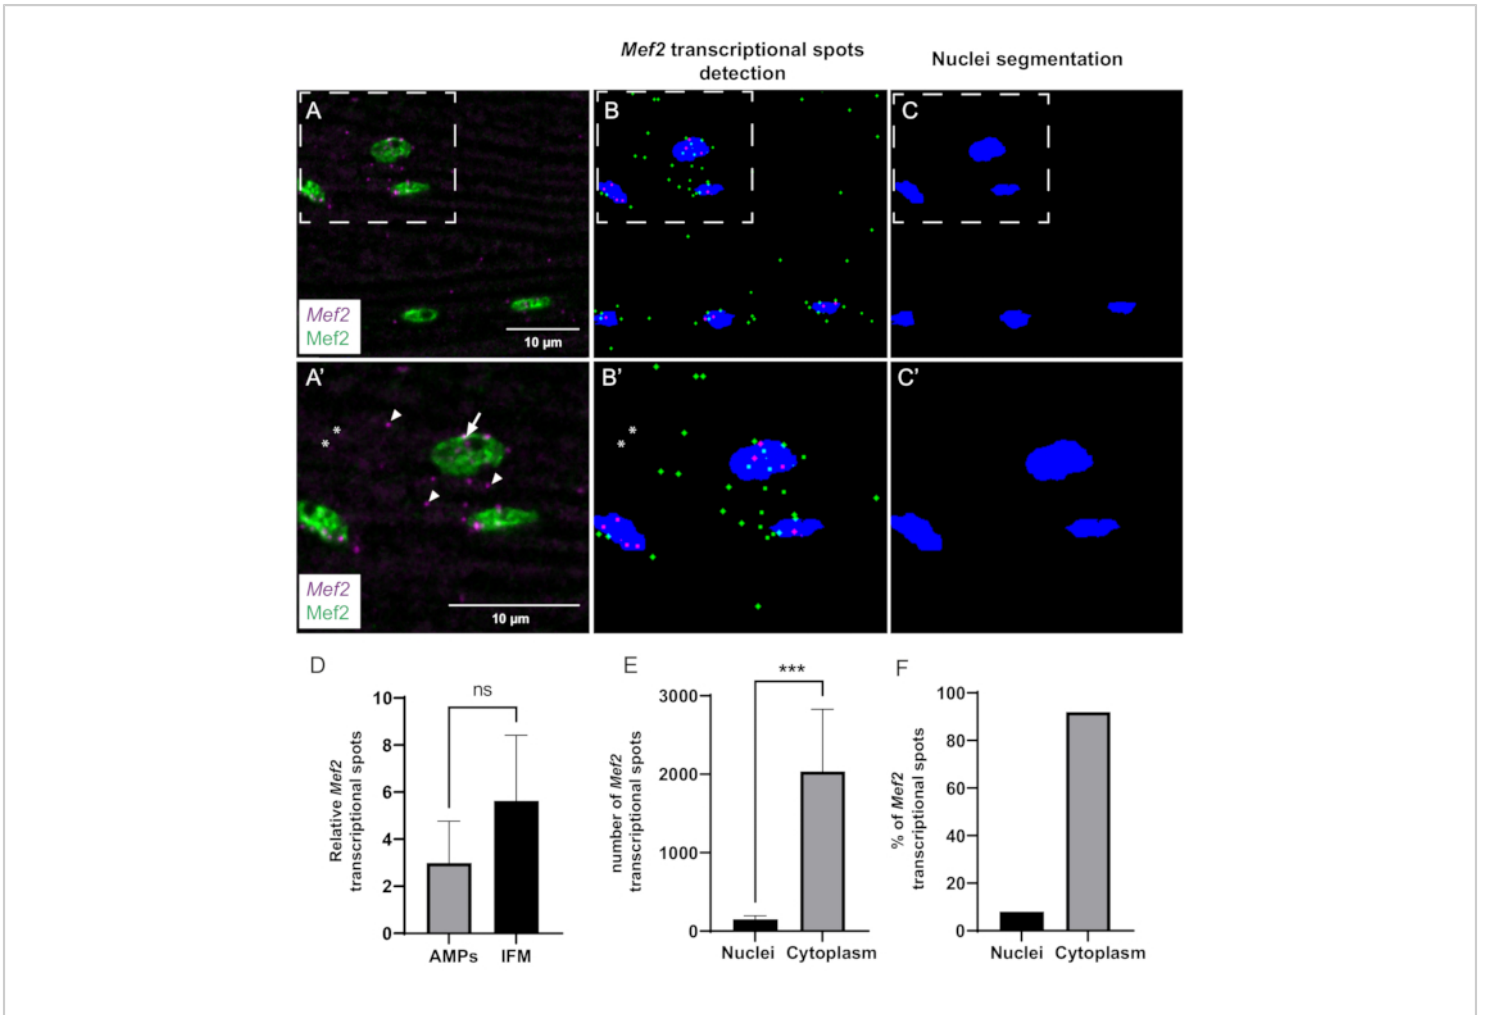 Mef2 transcriptional spots
detection
Nuclei segmentation
A
B
C
Mef2
Mef2
10 µm
A'
B'
C'
*
*
*
*
Mef2
Mef2
10 µm
D
E
F
ns
***
Relative Mef2
transcriptional spots
10
8
6
4
2
0
AMPs
IFM
number of Mef2
transcriptional spots
3000
2000
1000
0
Nuclei
Cytoplasm
% of Mef2
transcriptional spots
100
80
60
40
20
0
Nuclei
Cytoplasm